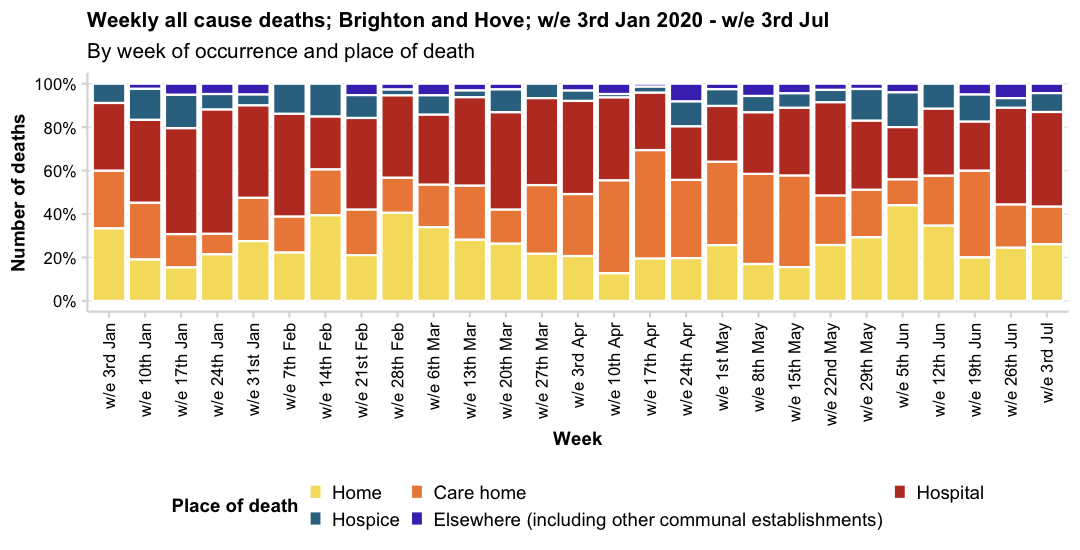 Weekly all cause deaths; Brighton and Hove; w/e 3rd Jan 2020 - w/e 3rd Jul
By week of occurrence and place of death
Number of deaths
100%
80%
60%
40%
20%
0%
w/e 3rd Jan
w/e 10th Jan
w/e 17th Jan
w/e 24th Jan
w/e 31st Jan
w/e 7th Feb
w/e 14th Feb
w/e 21st Feb
w/e 28th Feb
w/e 6th Mar
w/e 13th Mar
w/e 20th Mar
w/e 27th Mar
w/e 3rd Apr
w/e 10th Apr
w/e 17th Apr
w/e 24th Apr
w/e 1st May
w/e 8th May
w/e 15th May
w/e 22nd May
w/e 29th May
w/e 5th Jun
w/e 12th Jun
w/e 19th Jun
w/e 26th Jun
w/e 3rd Jul
Week
Place of death
Home
Care home
Hospital
Hospice
Elsewhere (including other communal establishments)